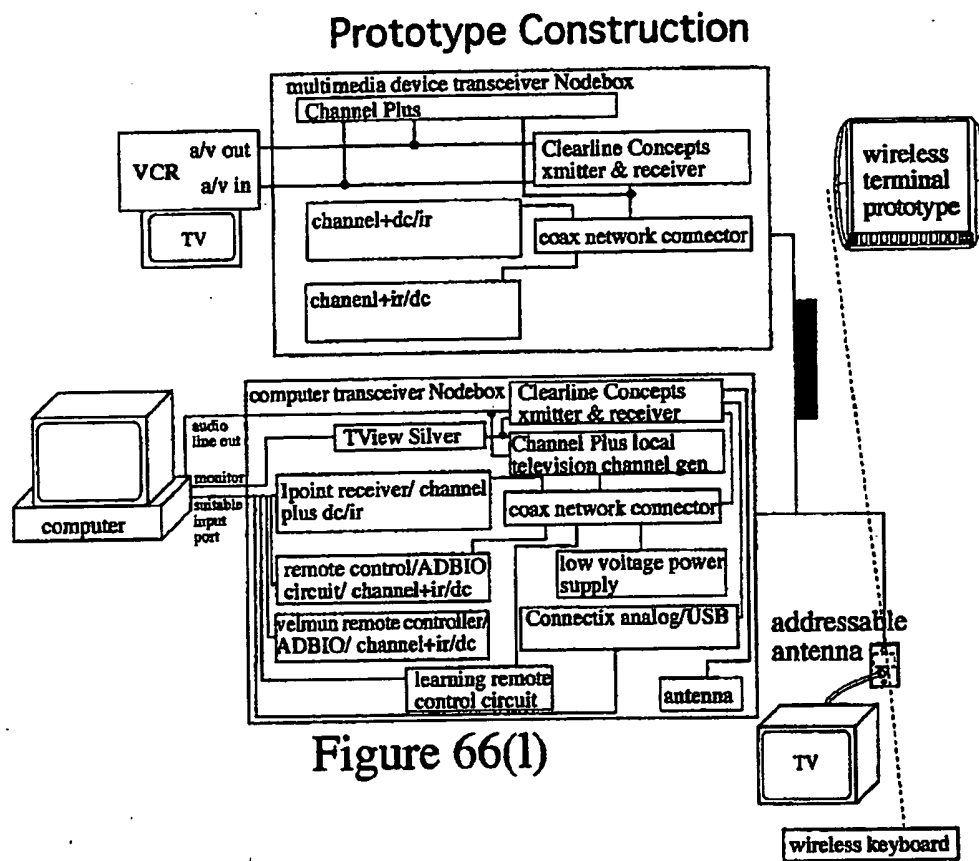 Prototype Construction
multimedia device transceiver Nodebox
Channel Plus
VCR
a/v out
a/v in
TV
Clearline Concepts
xmitter & receiver
channel+dc/ir
coax network connector
chanenl+ir/dc
wireless
terminal
prototype
computer transceiver Nodebox
Clearline Concepts
xmitter & receiver
audio
line out
TView Silver
Channel Plus local
television channel gen
monitor
1point receiver/ channel
plus dc/ir
coax network connector
suitable
input
port
computer
remote control/ADBIO
circuit/ channel+ir/dc
low voltage power
supply
velmun remote controller/
ADBIO/ channel+ir/dc
Connectix analog/USB
learning remote
control circuit
antenna
addressable
antenna
TV
wireless keyboard
Figure 66(1)